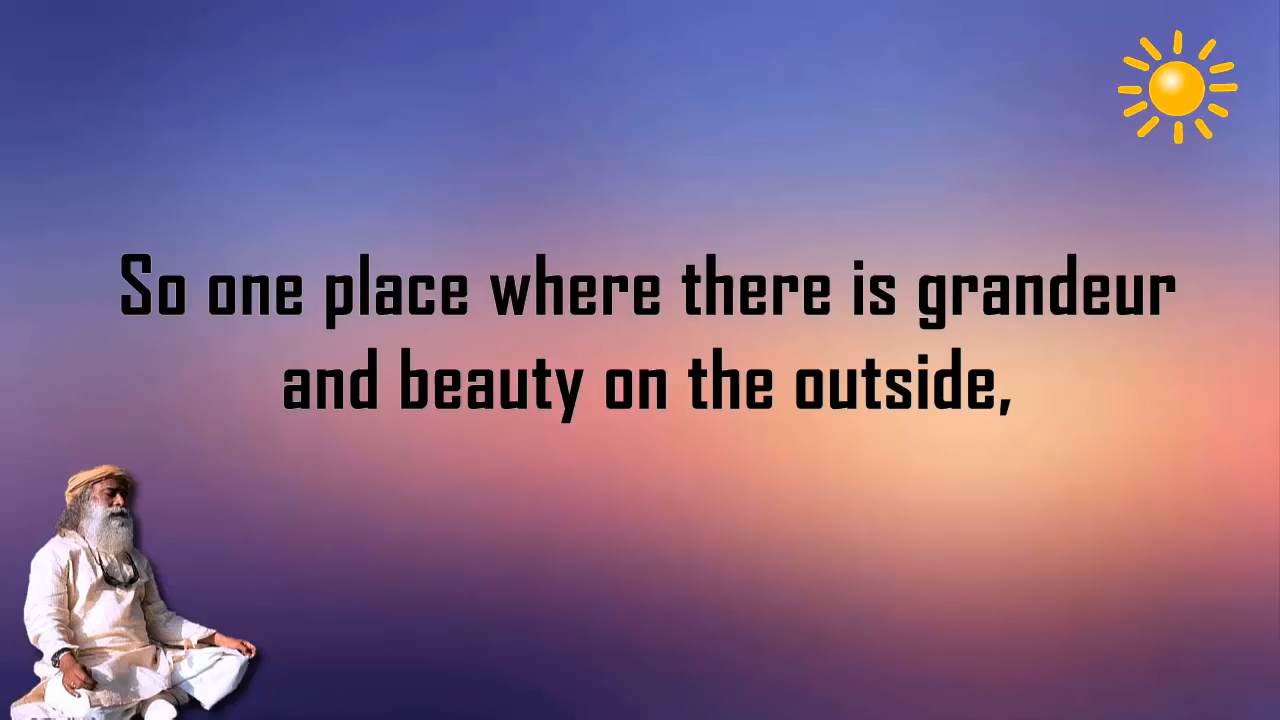 So one place where there is grandeur
and beauty on the outside,